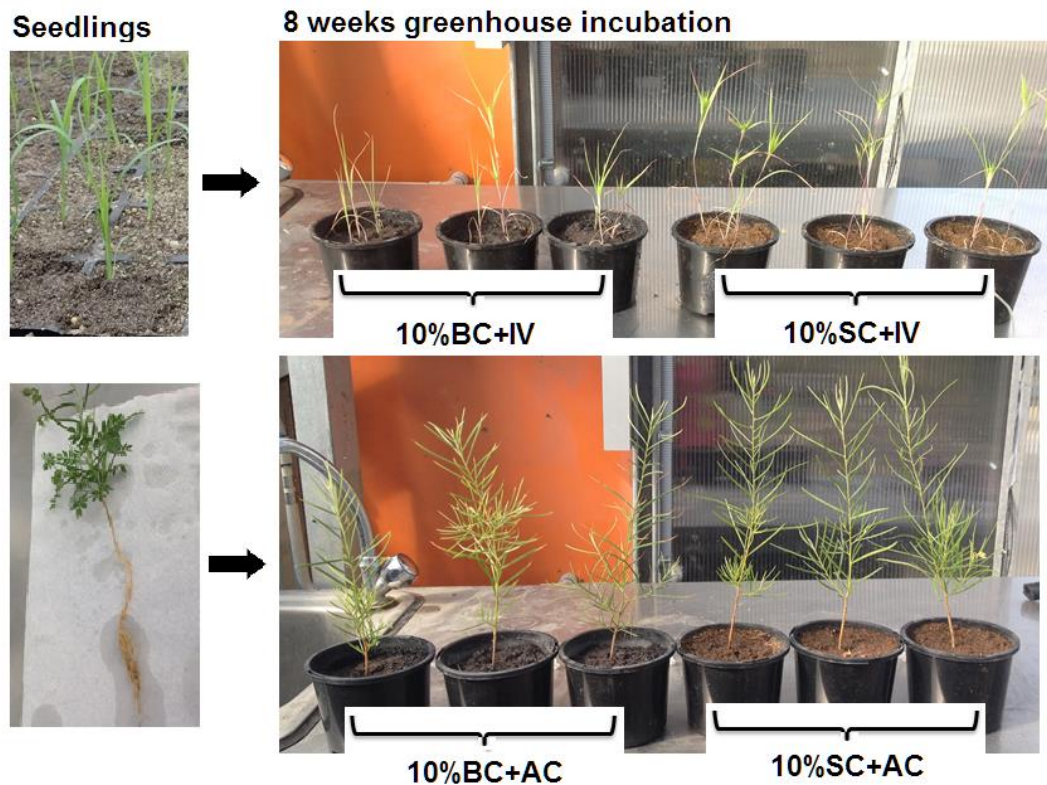 Seedlings
8 weeks greenhouse incubation
10%BC+IV
10%SC+IV
10%BC+AC
10%SC+AC